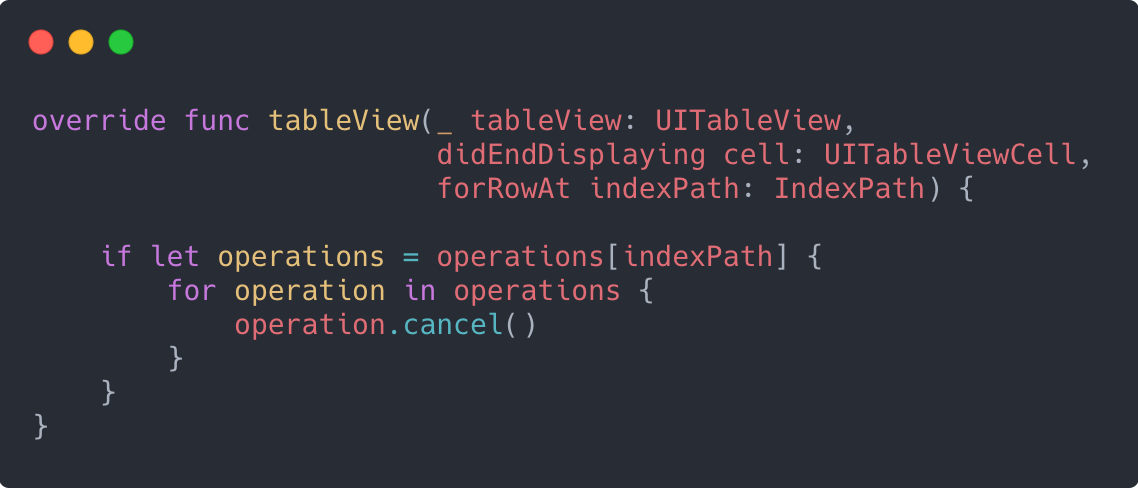 override func tableView(_ tableView: UITableView,
                        didEndDisplaying cell: UITableViewCell,
                        forRowAt indexPath: IndexPath) {

    if let operations = operations[indexPath] {
        for operation in operations {
            operation.cancel()
        }
    }
}